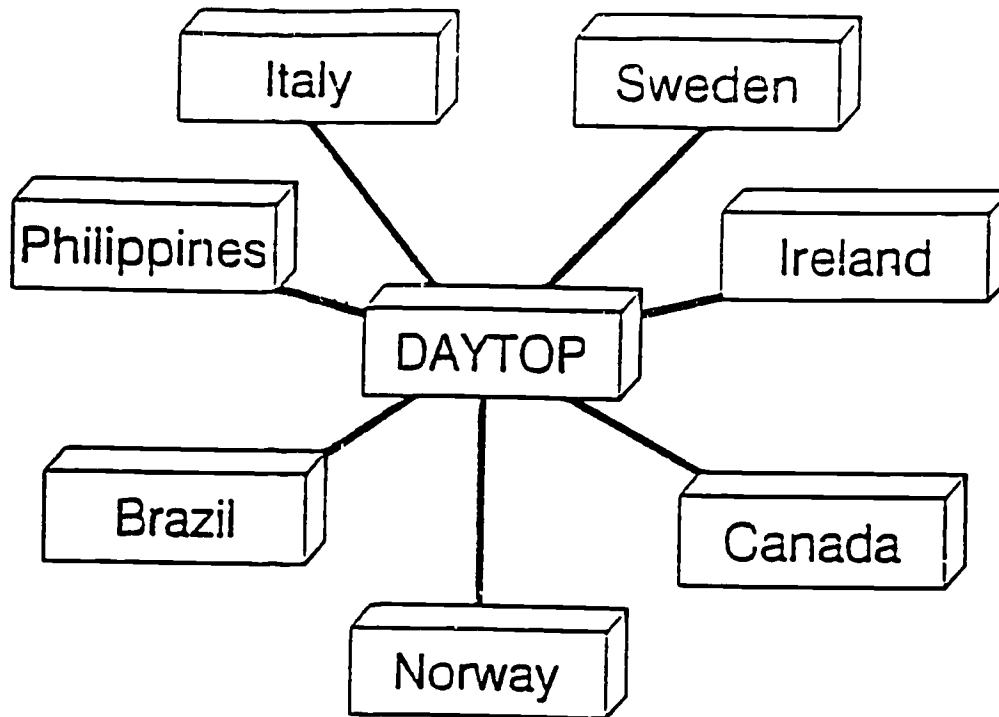 Italy
Sweden
Philippines
Ireland
DAYTOP
Brazil
Canada
Norway